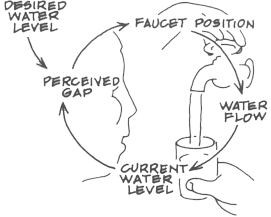 DESIRED
WATER
LEVEL
FAUCET POSITION
PERCEIVED
GAP
WATER
FLOW
CURRENT
WATER
LEVEL